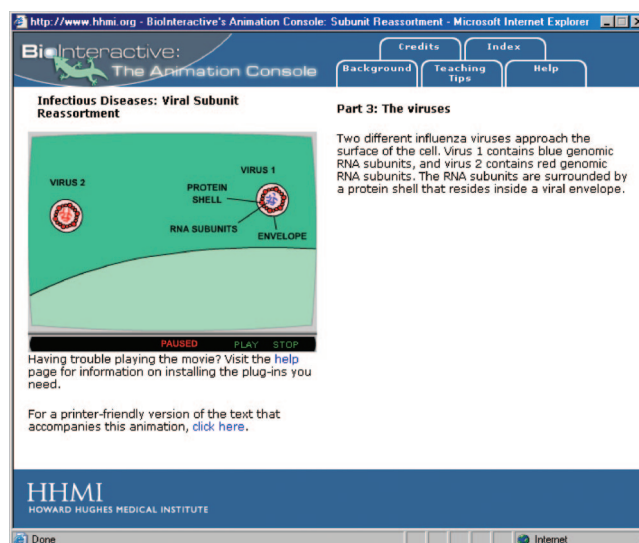 http://www.hhmi.org - BioInteractive's Animation Console: Subunit Reassortment - Microsoft Internet Explorer
BioInteractive:
The Animation Console
Credits
Index
Background
Teaching
Tips
Help
Infectious Diseases: Viral Subunit
Reassortment
VIRUS 2
VIRUS 1
PROTEIN
SHELL
RNA SUBUNITS
ENVELOPE
PAUSED
PLAY
STOP
Having trouble playing the movie? Visit the help
page for information on installing the plug-ins you
need.
For a printer-friendly version of the text that
accompanies this animation, click here.
Part 3: The viruses
Two different influenza viruses approach the
surface of the cell. Virus 1 contains blue genomic
RNA subunits, and virus 2 contains red genomic
RNA subunits. The RNA subunits are surrounded by
a protein shell that resides inside a viral envelope.
HHMI
HOWARD HUGHES MEDICAL INSTITUTE
Done
Internet